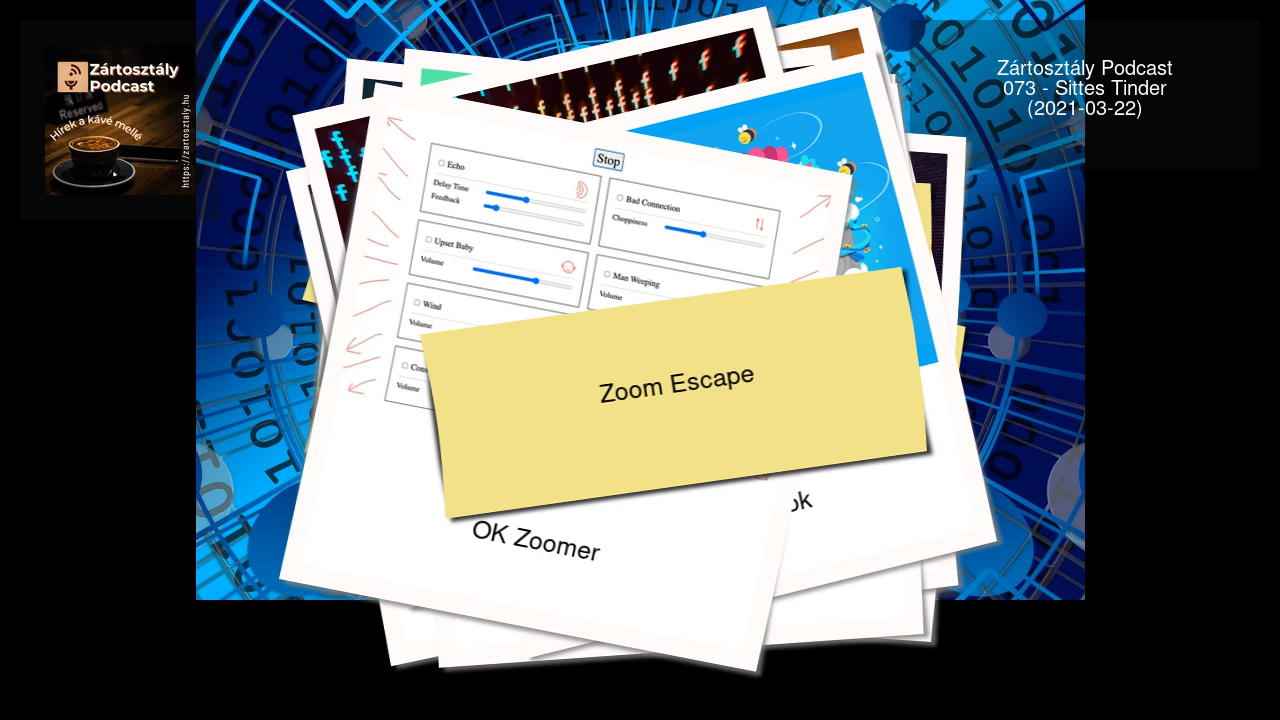 Zártosztály
Podcast
Reserved
Hírek a kávé mellé
https://zartosztaly.hu
Zártosztály Podcast
073 - Sittes Tinder
(2021-03-22)
Stop
Echo
Delay Time
Feedback
Bad Connection
Choppiness
Upset Baby
Volume
Man Weeping
Volume
Wind
Volume
Volume
Zoom Escape
OK Zoomer